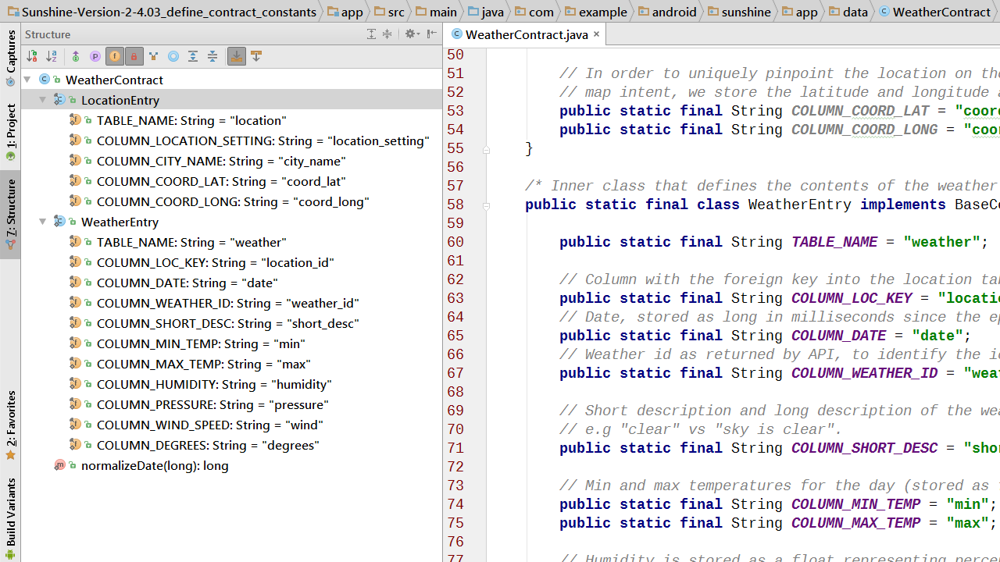 Sunshine-Version-2-4.03_define_contract_constants app src main java com example android sunshine app data WeatherContract
Structure
WeatherContract
LocationEntry
TABLE_NAME: String = "location"
COLUMN_LOCATION_SETTING: String = "location_setting"
COLUMN_CITY_NAME: String = "city_name"
COLUMN_COORD_LAT: String = "coord_lat"
COLUMN_COORD_LONG: String = "coord_long"
WeatherEntry
TABLE_NAME: String = "weather"
COLUMN_LOC_KEY: String = "location_id"
COLUMN_DATE: String = "date"
COLUMN_WEATHER_ID: String = "weather_id"
COLUMN_SHORT_DESC: String = "short_desc"
COLUMN_MIN_TEMP: String = "min"
COLUMN_MAX_TEMP: String = "max"
COLUMN_HUMIDITY: String = "humidity"
COLUMN_PRESSURE: String = "pressure"
COLUMN_WIND_SPEED: String = "wind"
COLUMN_DEGREES: String = "degrees"
normalizeDate(long): long
Captures
1: Project
7: Structure
2: Favorites
Build Variants
WeatherContract.java
50
51 // In order to uniquely pinpoint the location on the
52 // map intent, we store the latitude and longitude a
53 public static final String COLUMN_COORD_LAT = "coord
54 public static final String COLUMN_COORD_LONG = "coor
55 }
56
57 /* Inner class that defines the contents of the weather
58 public static final class WeatherEntry implements BaseCo
59
60 public static final String TABLE_NAME = "weather";
61
62 // Column with the foreign key into the location tab
63 public static final String COLUMN_LOC_KEY = "locatio
64 // Date, stored as long in milliseconds since the ep
65 public static final String COLUMN_DATE = "date";
66 // Weather id as returned by API, to identify the ic
67 public static final String COLUMN_WEATHER_ID = "weat
68
69 // Short description and long description of the wea
70 // e.g "clear" vs "sky is clear".
71 public static final String COLUMN_SHORT_DESC = "shor
72
73 // Min and max temperatures for the day (stored as
74 public static final String COLUMN_MIN_TEMP = "min";
75 public static final String COLUMN_MAX_TEMP = "max";
76
77 // Humidity is stored as a float representing perce